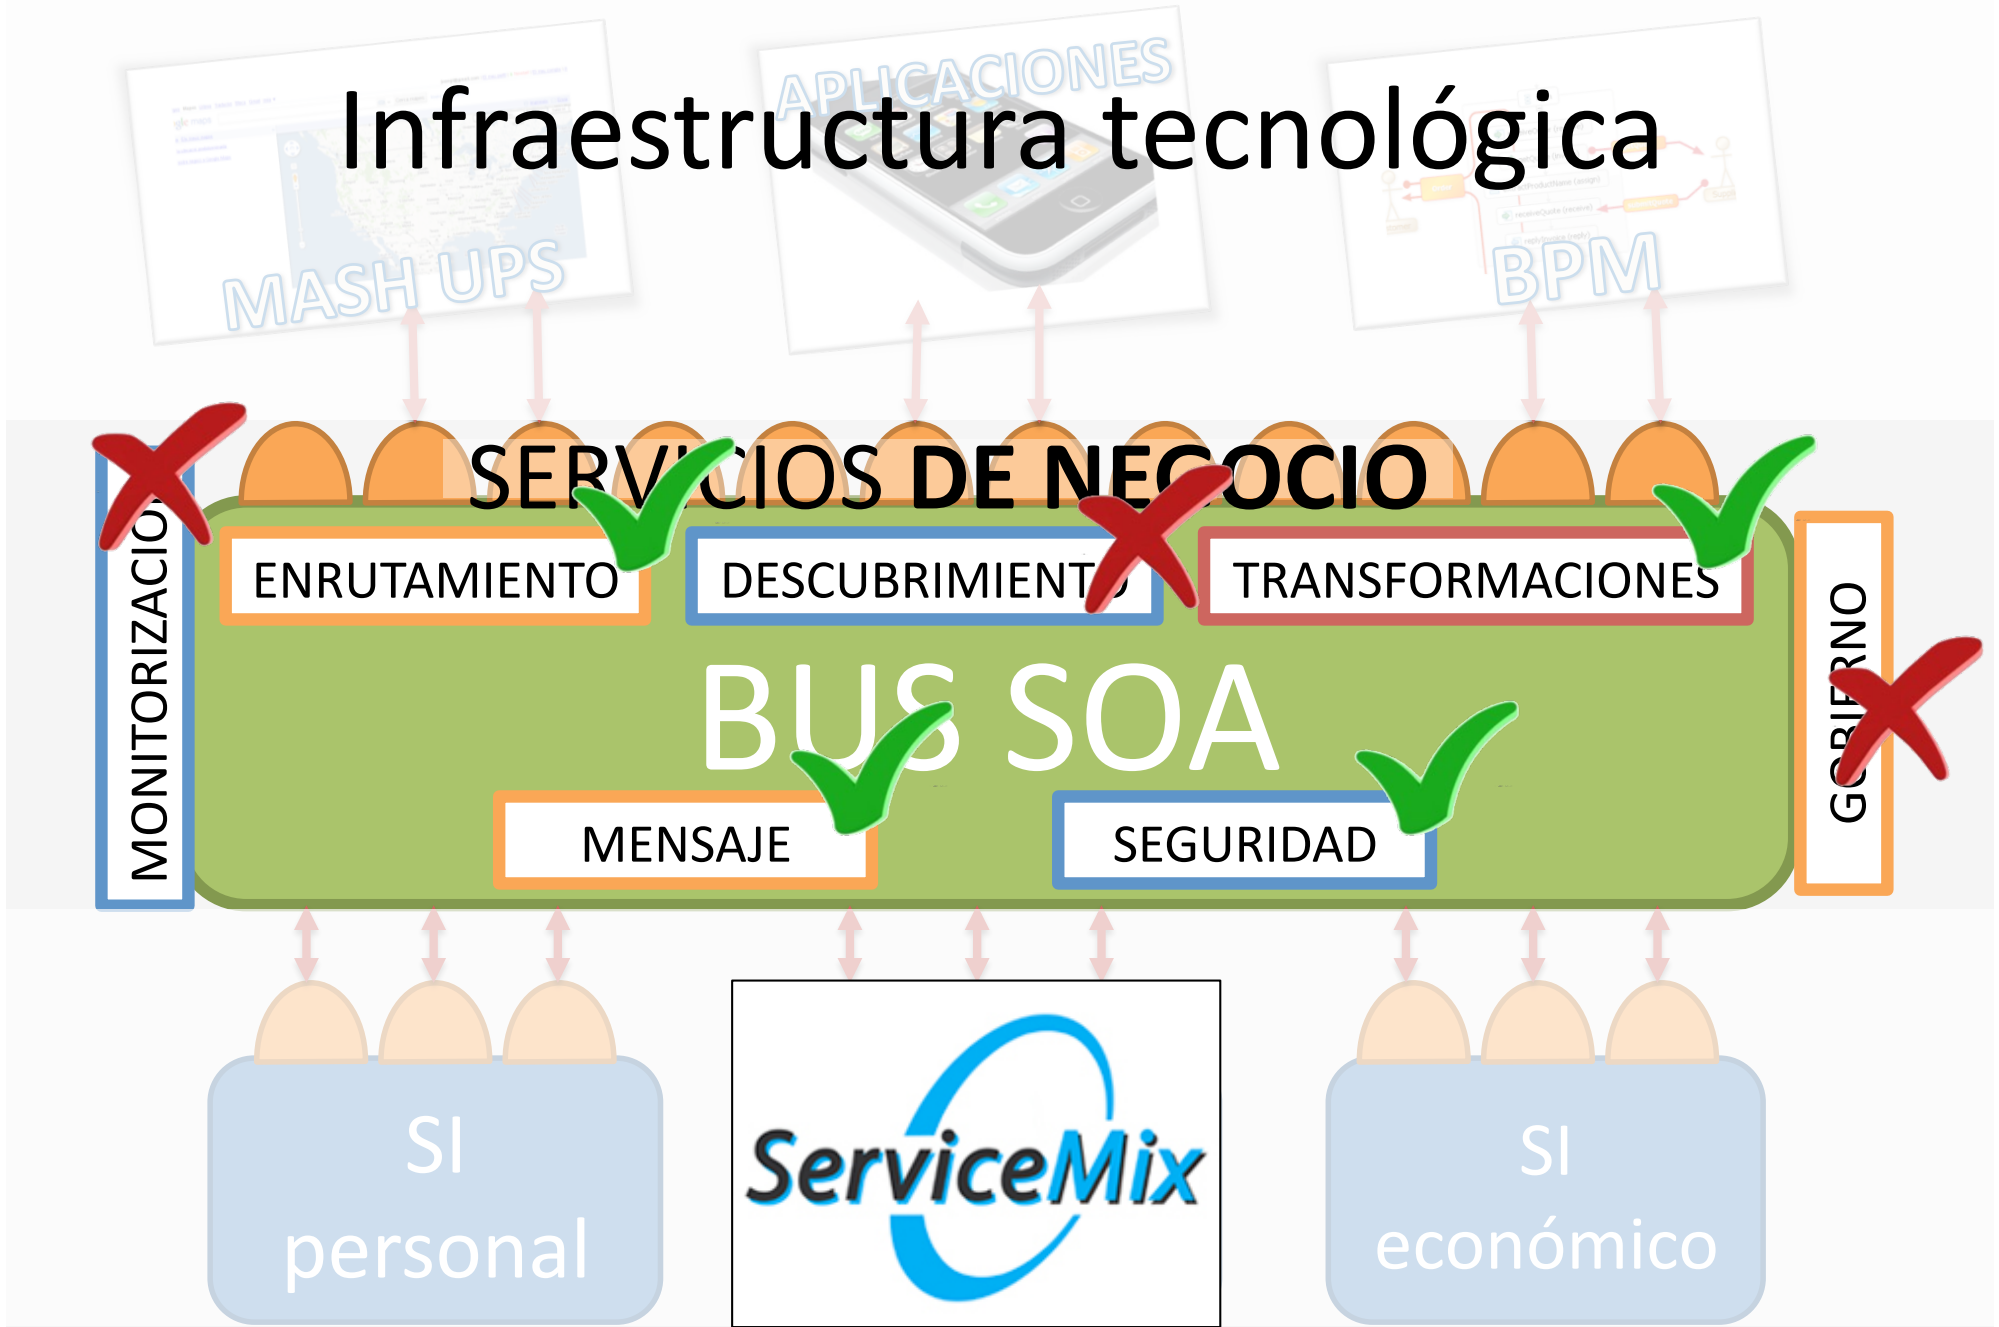 Infraestructura tecnológica
MASH UPS
APLICACIONES
BPM
SERVICIOS DE NEGOCIO
MONITORIZACIÓN
ENRUTAMIENTO
DESCUBRIMIENTO
TRANSFORMACIONES
GOBIERNO
BUS SOA
MENSAJE
SEGURIDAD
SI
personal
ServiceMix
SI
económico